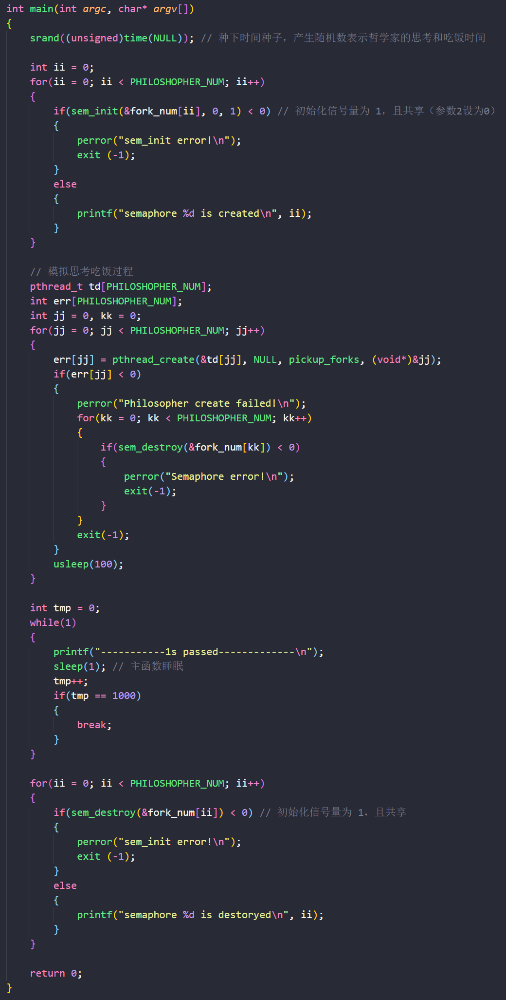 int main(int argc, char* argv[])
{
    srand((unsigned)time(NULL)); // 种下时间种子，产生随机数表示哲学家的思考和吃饭时间

    int ii = 0;
    for(ii = 0; ii < PHILOSHOPHER_NUM; ii++)
    {
        if(sem_init(&fork_num[ii], 0, 1) < 0) // 初始化信号量为 1，且共享（参数2设为0）
        {
            perror("sem_init error!\n");
            exit (-1);
        }
        else
        {
            printf("semaphore %d is created\n", ii);
        }
    }

    // 模拟思考吃饭过程
    pthread_t td[PHILOSHOPHER_NUM];
    int err[PHILOSHOPHER_NUM];
    int jj = 0, kk = 0;
    for(jj = 0; jj < PHILOSHOPHER_NUM; jj++)
    {
        err[jj] = pthread_create(&td[jj], NULL, pickup_forks, (void*)&jj);
        if(err[jj] < 0)
        {
            perror("Philosopher create failed!\n");
            for(kk = 0; kk < PHILOSHOPHER_NUM; kk++)
            {
                if(sem_destroy(&fork_num[kk]) < 0)
                {
                    perror("Semaphore error!\n");
                    exit(-1);
                }
            }
            exit(-1);
        }
        usleep(100);
    }

    int tmp = 0;
    while(1)
    {
        printf("-----------1s passed-------------\n");
        sleep(1); // 主函数睡眠
        tmp++;
        if(tmp == 1000)
        {
            break;
        }
    }

    for(ii = 0; ii < PHILOSHOPHER_NUM; ii++)
    {
        if(sem_destroy(&fork_num[ii]) < 0) // 初始化信号量为 1，且共享
        {
            perror("sem_init error!\n");
            exit (-1);
        }
        else
        {
            printf("semaphore %d is destoryed\n", ii);
        }
    }

    return 0;
}